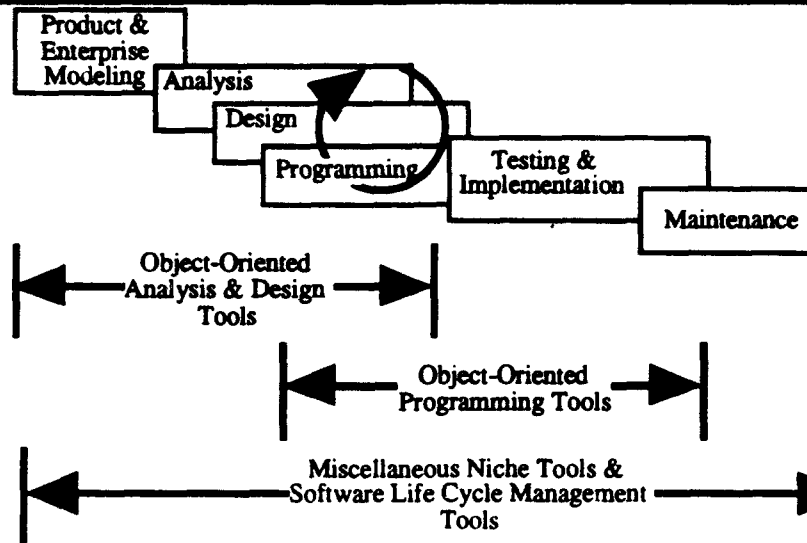 Product &
Enterprise
Modeling
Analysis
Design
Programming
Testing &
Implementation
Maintenance
Object-Oriented
Analysis & Design
Tools
Object-Oriented
Programming Tools
Miscellaneous Niche Tools &
Software Life Cycle Management
Tools